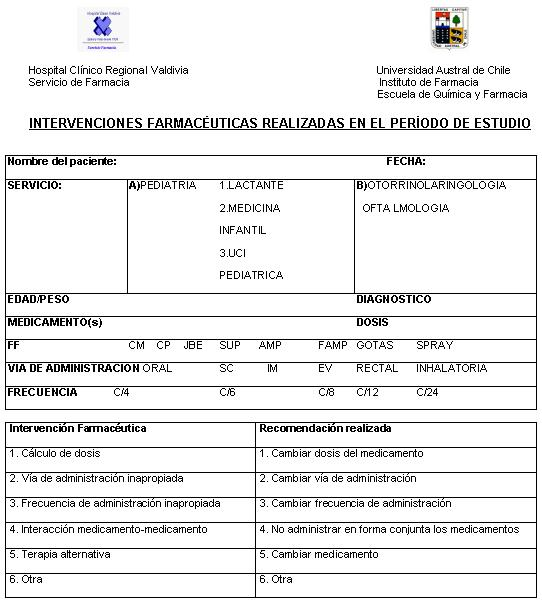 Hospital Clínico Regional Valdivia
Servicio de Farmacia
Universidad Austral de Chile
Instituto de Farmacia
Escuela de Química y Farmacia
INTERVENCIONES FARMACÉUTICAS REALIZADAS EN EL PERÍODO DE ESTUDIO
Nombre del paciente: FECHA:
SERVICIO: A)PEDIATRIA 1.LACTANTE B)OTORRINOLARINGOLOGIA
2.MEDICINA OFTA LMOLOGIA
INFANTIL
3.UCI
PEDIATRICA
EDAD/PESO DIAGNOSTICO
MEDICAMENTO(s) DOSIS
FF CM CP JBE SUP AMP FAMP GOTAS SPRAY
VIA DE ADMINISTRACION ORAL SC IM EV RECTAL INHALATORIA
FRECUENCIA C/4 C/6 C/8 C/12 C/24
Intervención Farmacéutica Recomendación realizada
1. Cálculo de dosis 1. Cambiar dosis del medicamento
2. Vía de administración inapropiada 2. Cambiar vía de administración
3. Frecuencia de administración inapropiada 3. Cambiar frecuencia de administración
4. Interacción medicamento-medicamento 4. No administrar en forma conjunta los medicamentos
5. Terapia alternativa 5. Cambiar medicamento
6. Otra 6. Otra